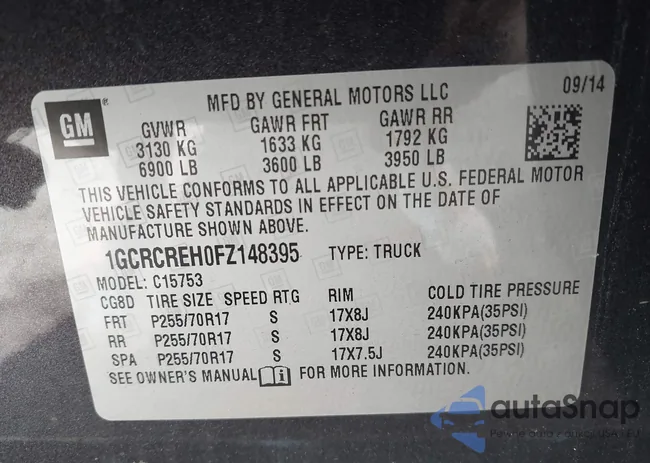 MFD BY GENERAL MOTORS LLC 09/14
GM
GVWR GAWR FRT GAWR RR
3130 KG 1633 KG 1792 KG
6900 LB 3600 LB 3950 LB
THIS VEHICLE CONFORMS TO ALL APPLICABLE U.S. FEDERAL MOTOR
VEHICLE SAFETY STANDARDS IN EFFECT ON THE DATE OF
MANUFACTURE SHOWN ABOVE.
1GCRCREH0FZ148395 TYPE: TRUCK
MODEL: C15753
CG8D TIRE SIZE SPEED RTG RIM COLD TIRE PRESSURE
FRT P255/70R17 S 17X8J 240KPA(35PSI)
RR P255/70R17 S 17X8J 240KPA(35PSI)
SPA P255/70R17 S 17X7.5J 240KPA(35PSI)
SEE OWNER'S MANUAL FOR MORE INFORMATION.
autaSnap
Pewne auta z